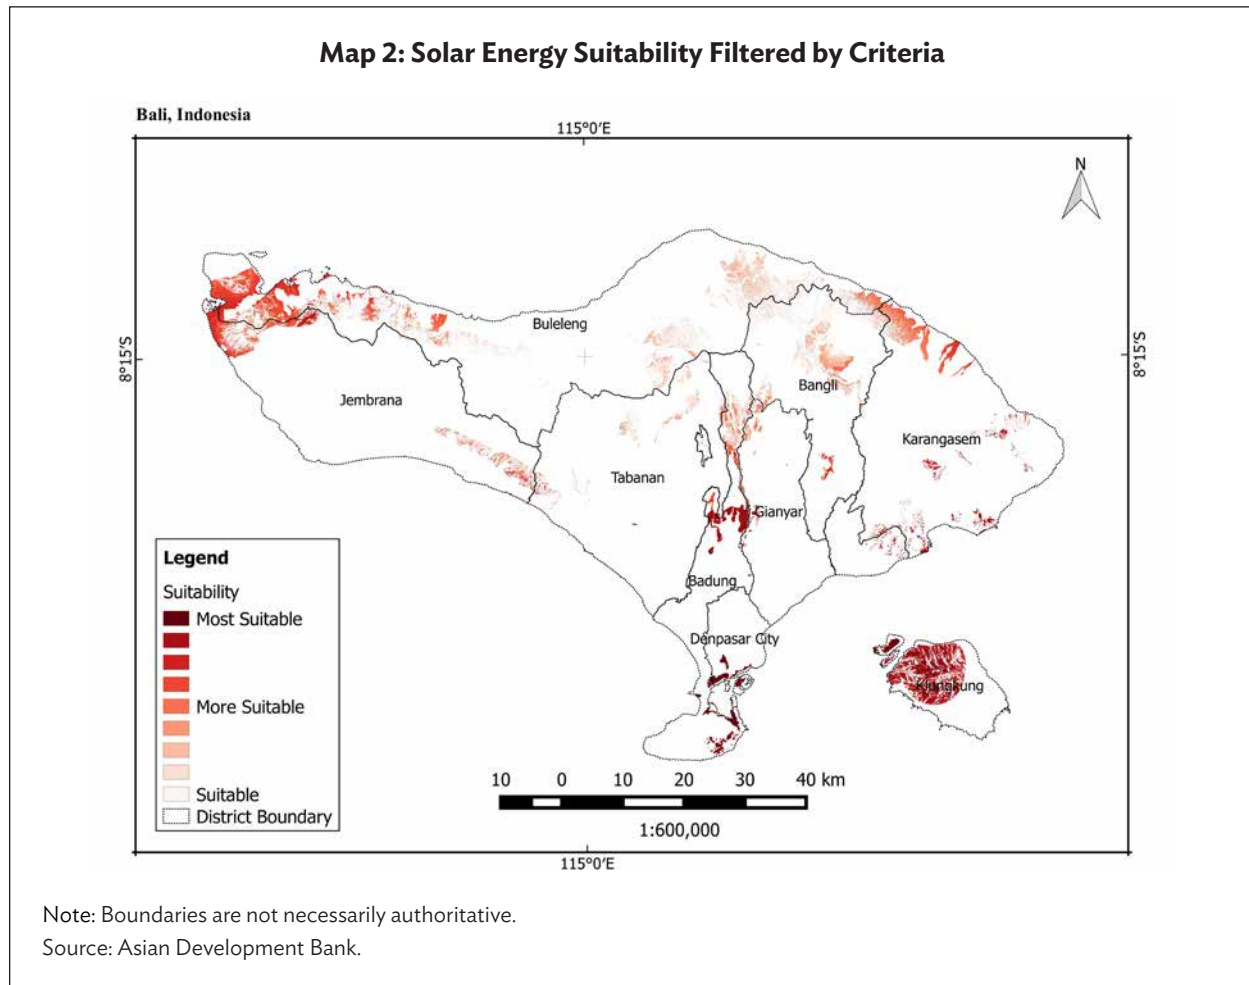 Map 2: Solar Energy Suitability Filtered by Criteria
Bali, Indonesia
115°0′E
N
8°15′S
8°15′S
Buleleng
Jembrana
Bangli
Karangasem
Tabanan
Gianyar
Badung
Denpasar City
Klungkung
Legend
Suitability
Most Suitable
More Suitable
Suitable
District Boundary
10 0 10 20 30 40 km
1:600,000
115°0′E
Note: Boundaries are not necessarily authoritative.
Source: Asian Development Bank.